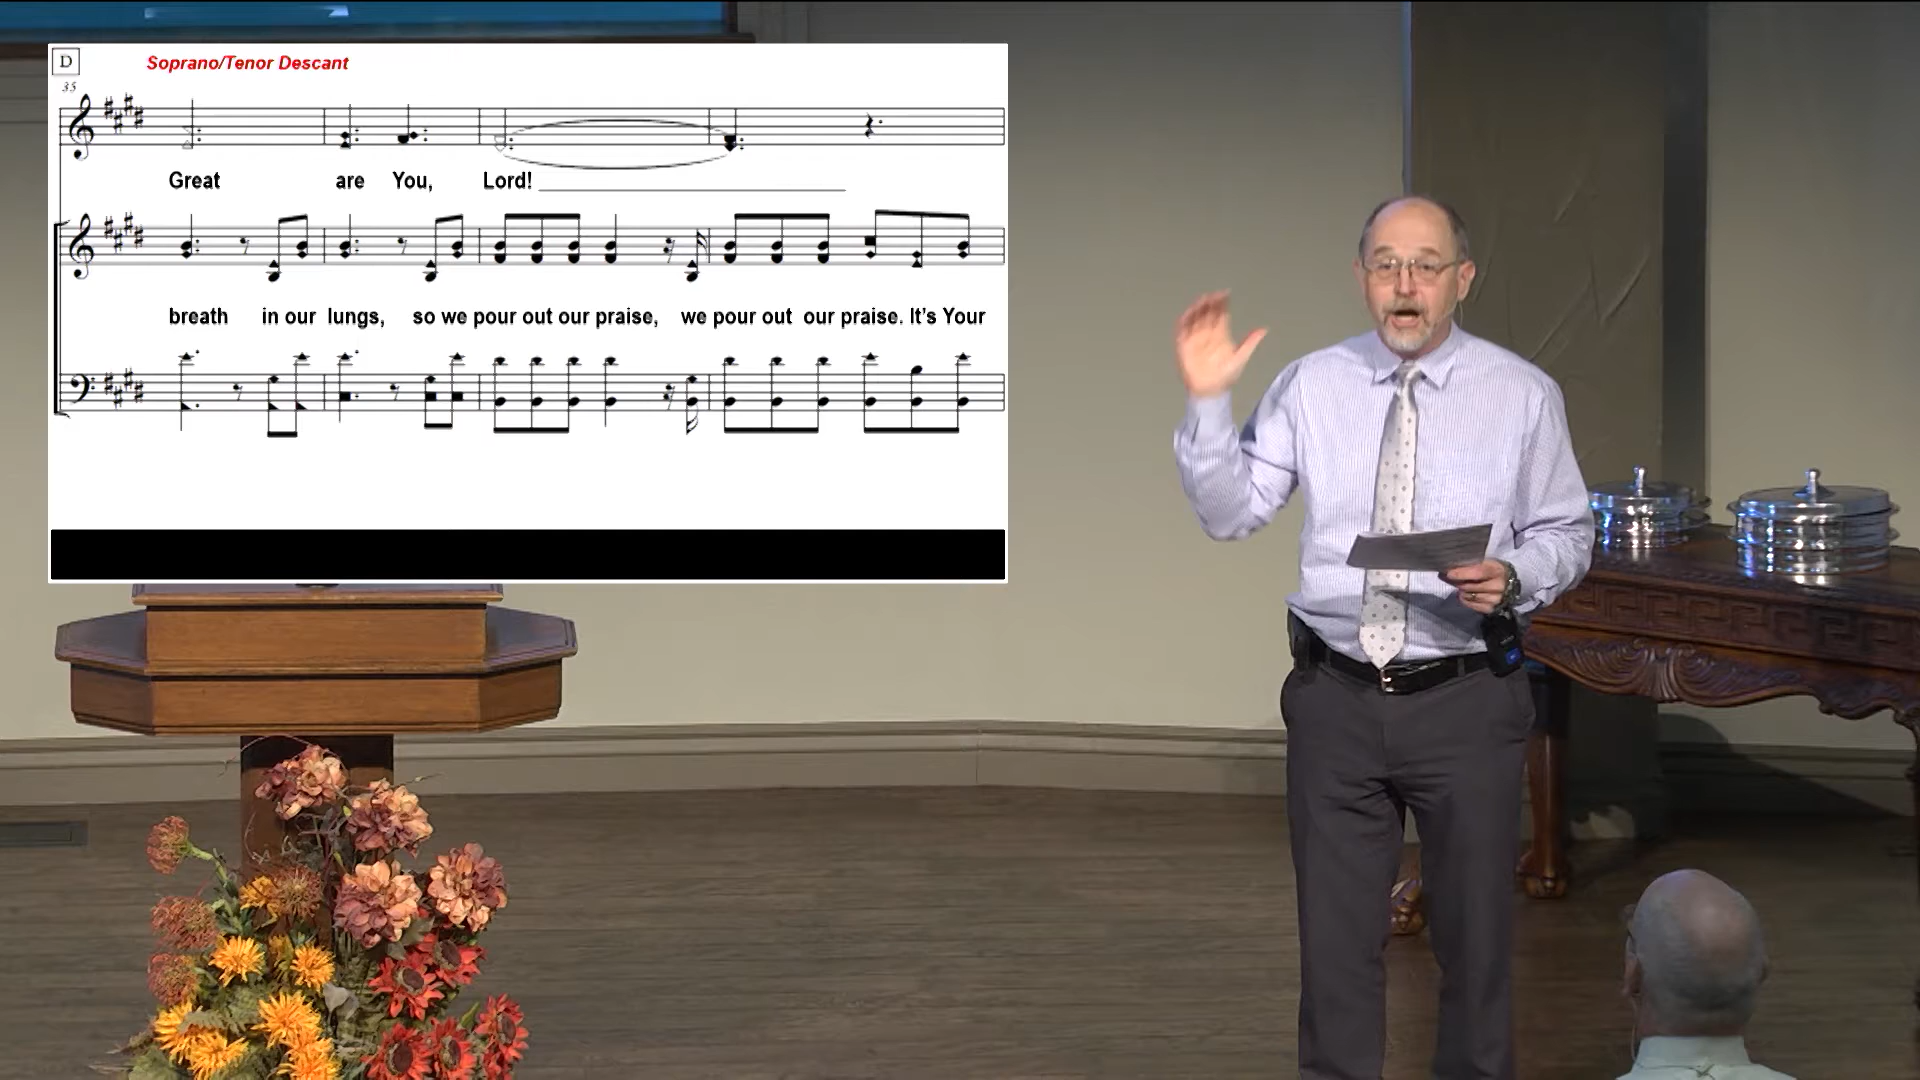 D
Soprano/Tenor Descant
35
Great are You, Lord!
breath in our lungs, so we pour out our praise, we pour out our praise. It's Your